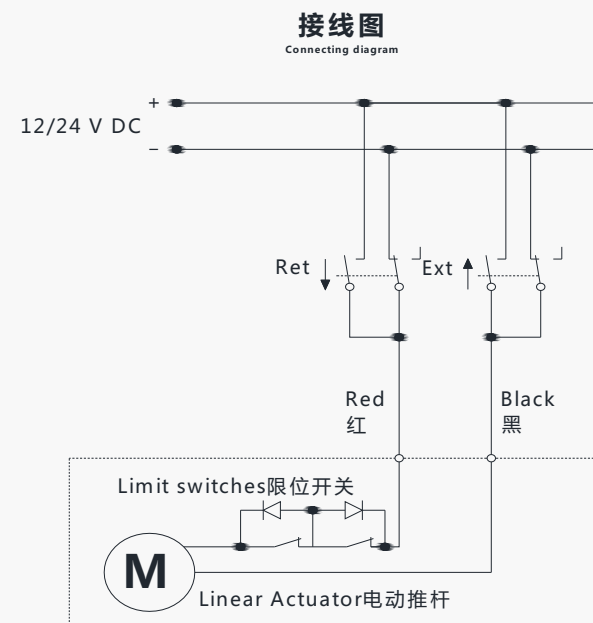 接线图
Connecting diagram
+
12/24 V DC
−
Ret
Ext
Red
红
Black
黑
Limit switches限位开关
M
Linear Actuator电动推杆